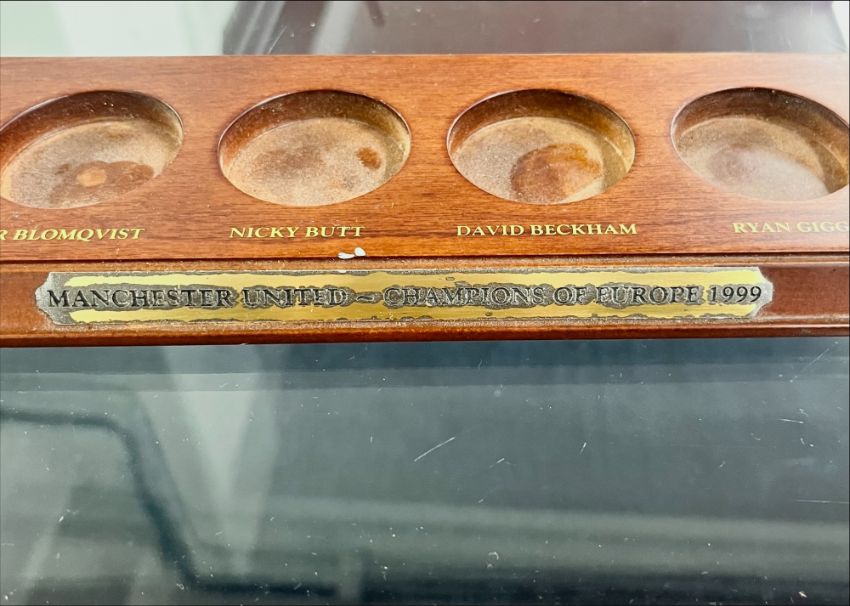 BLOMQVIST NICKY BUTT DAVID BECKHAM RYAN
MANCHESTER UNITED – CHAMPIONS OF EUROPE 1999